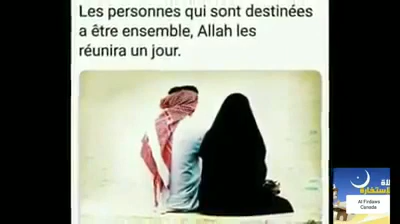 Les personnes qui sont destinées
a être ensemble, Allah les
réunira un jour.
Al Firdaws
Canada